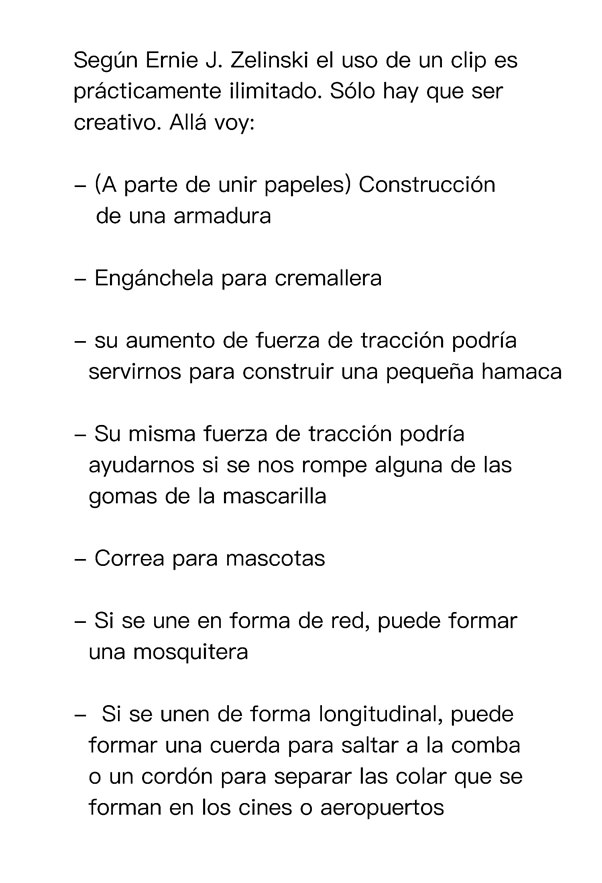 Según Ernie J. Zelinski el uso de un clip es
prácticamente ilimitado. Sólo hay que ser
creativo. Allá voy:
– (A parte de unir papeles) Construcción
de una armadura
– Engánchela para cremallera
– su aumento de fuerza de tracción podría
servirnos para construir una pequeña hamaca
– Su misma fuerza de tracción podría
ayudarnos si se nos rompe alguna de las
gomas de la mascarilla
– Correa para mascotas
– Si se une en forma de red, puede formar
una mosquitera
– Si se unen de forma longitudinal, puede
formar una cuerda para saltar a la comba
o un cordón para separar las colar que se
forman en los cines o aeropuertos